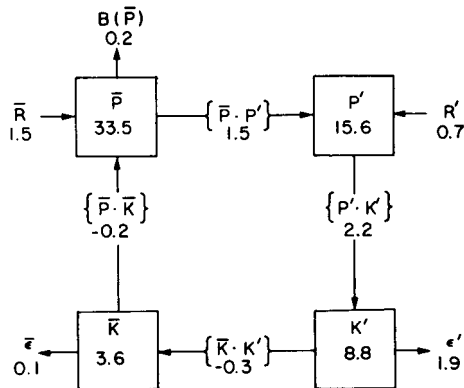 B(P̅)
0.2
R̅
1.5
P̅
33.5
{P̅·P′}
1.5
P′
15.6
R′
0.7
{P̅·K̅}
-0.2
{P′·K′}
2.2
ε̅
0.1
K̅
3.6
{K̅·K′}
-0.3
K′
8.8
ε′
1.9